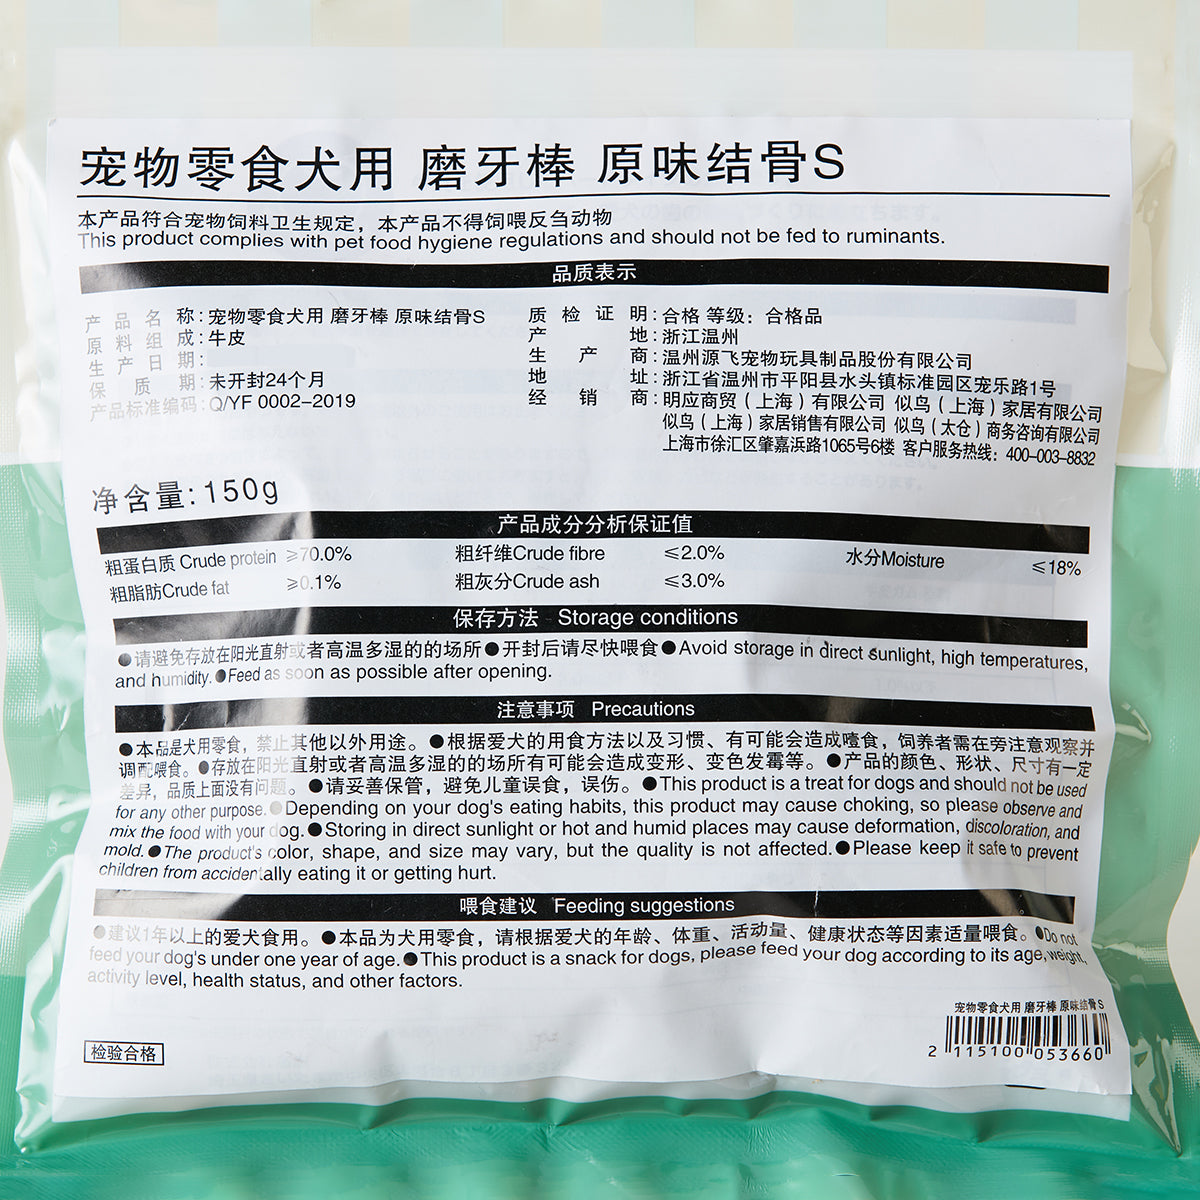 宠物零食犬用 磨牙棒 原味结骨S
本产品符合宠物饲料卫生规定，本产品不得饲喂反刍动物
This product complies with pet food hygiene regulations and should not be fed to ruminants.
品质表示
产品名称：宠物零食犬用 磨牙棒 原味结骨S
原料组成：牛皮
生产日期：
保质期：未开封24个月
产品标准编码：Q/YF 0002-2019
质检证明：合格 等级：合格品
产地：浙江温州
生产商：温州源飞宠物玩具制品股份有限公司
地址：浙江省温州市平阳县水头镇标准园区宠乐路1号
经销商：明应商贸（上海）有限公司 似鸟（上海）家居有限公司
似鸟（上海）家居销售有限公司 似鸟（太仓）商务咨询有限公司
上海市徐汇区肇嘉浜路1065号6楼 客户服务热线：400-003-8832
净含量：150g
产品成分分析保证值
粗蛋白质 Crude protein ≥70.0% 粗纤维Crude fibre ≤2.0% 水分Moisture ≤18%
粗脂肪Crude fat ≥0.1% 粗灰分Crude ash ≤3.0%
保存方法 Storage conditions
●请避免存放在阳光直射或者高温多湿的的场所●开封后请尽快喂食●Avoid storage in direct sunlight, high temperatures,
and humidity.●Feed as soon as possible after opening.
注意事项 Precautions
●本品是犬用零食，禁止其他以外用途。●根据爱犬的用食方法以及习惯、有可能会造成噎食，饲养者需在旁注意观察并
调配喂食。●存放在阳光直射或者高温多湿的的场所有可能会造成变形、变色发霉等。●产品的颜色、形状、尺寸有一定
差异，品质上面没有问题。●请妥善保管，避免儿童误食，误伤。●This product is a treat for dogs and should not be used
for any other purpose.●Depending on your dog's eating habits, this product may cause choking, so please observe and
mix the food with your dog.●Storing in direct sunlight or hot and humid places may cause deformation, discoloration, and
mold.●The product's color, shape, and size may vary, but the quality is not affected.●Please keep it safe to prevent
children from accidentally eating it or getting hurt.
喂食建议 Feeding suggestions
●建议1年以上的爱犬食用。●本品为犬用零食，请根据爱犬的年龄、体重、活动量、健康状态等因素适量喂食。●Do not
feed your dog's under one year of age.●This product is a snack for dogs, please feed your dog according to its age, weight,
activity level, health status, and other factors.
宠物零食犬用 磨牙棒 原味结骨S
检验合格
2 115100 053660